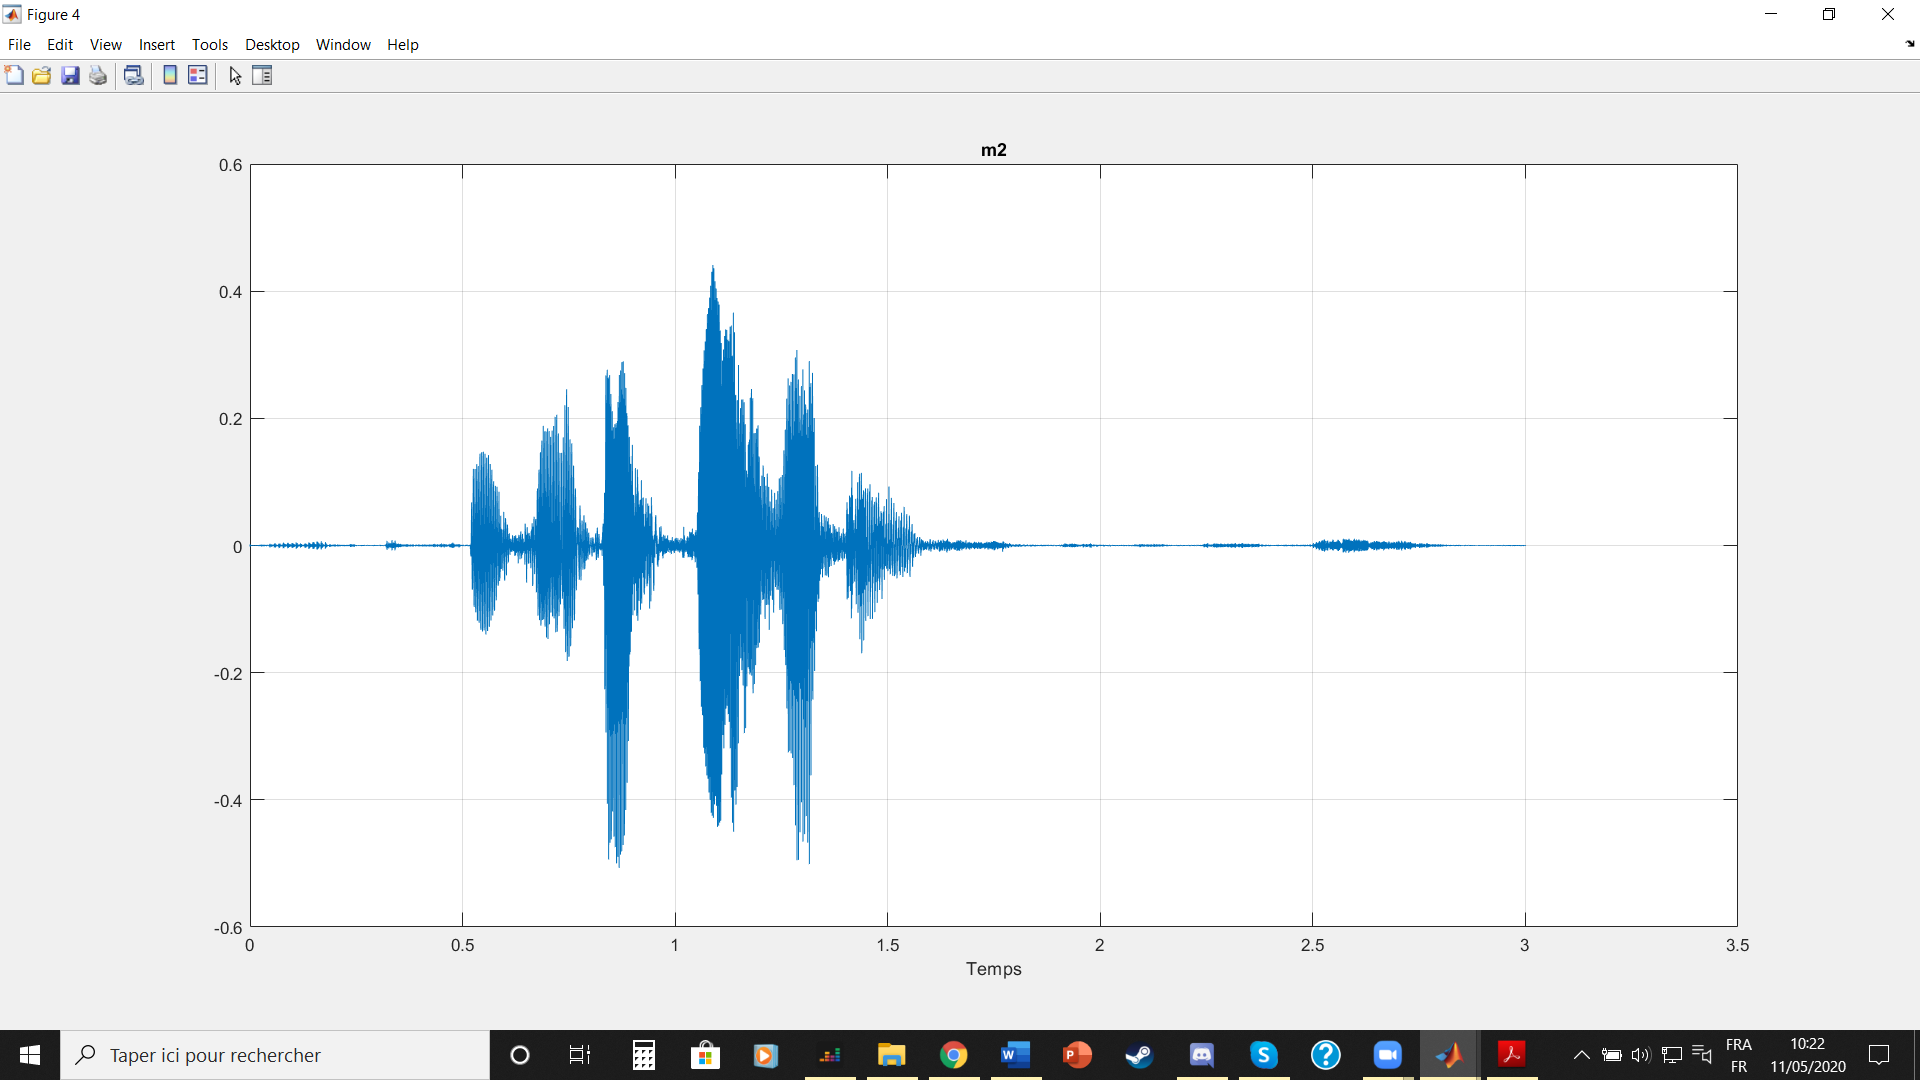 Figure 4
File Edit View Insert Tools Desktop Window Help
m2
0.6
0.4
0.2
0
-0.2
-0.4
-0.6
0 0.5 1 1.5 2 2.5 3 3.5
Temps
Taper ici pour rechercher
W
P
S
?
FRA
FR
10:22
11/05/2020